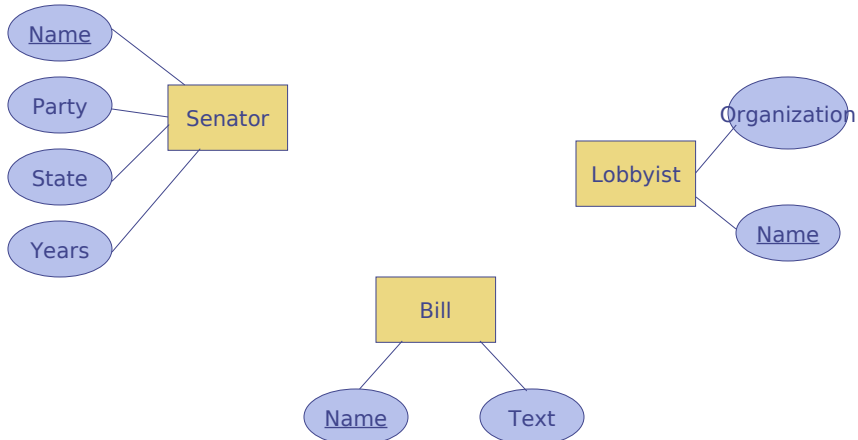 Name
Party
Senator
State
Years
Organization
Lobbyist
Name
Bill
Name
Text